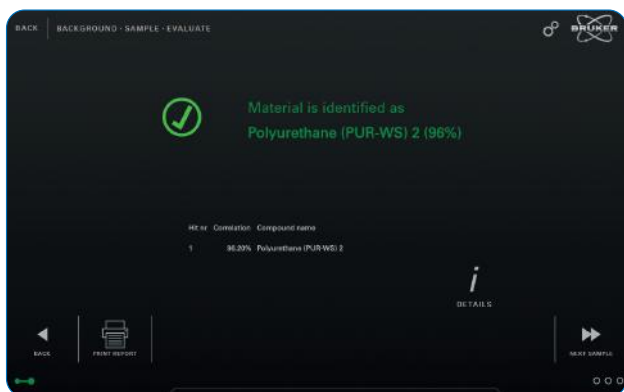 BACK
BACKGROUND · SAMPLE · EVALUATE
BRUKER
Material is identified as
Polyurethane (PUR-WS) 2 (96%)
Hit nr Correlation Compound name
1 96.20% Polyurethane (PUR-WS) 2
i
DETAILS
BACK
PRINT REPORT
NEXT SAMPLE